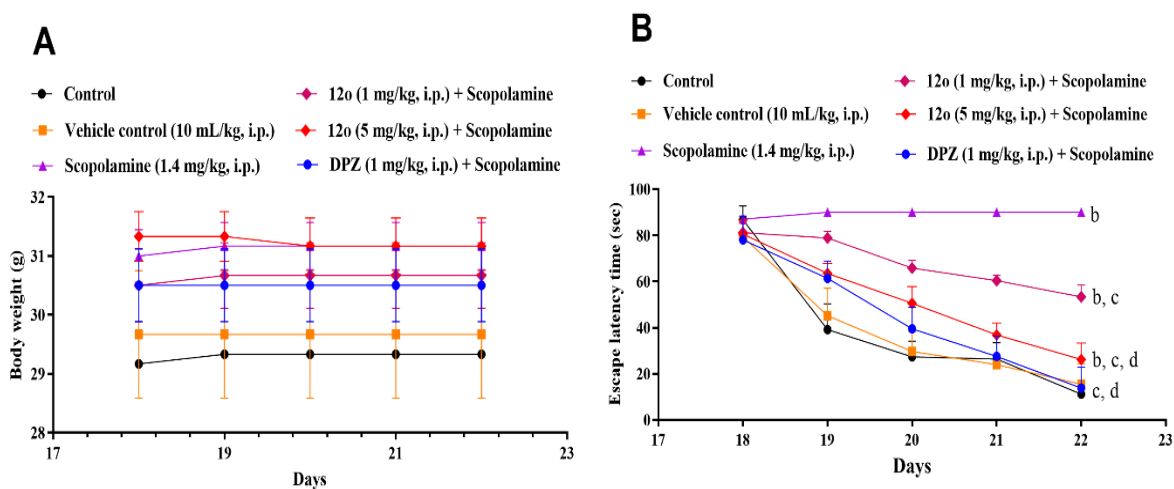 A
Control
Vehicle control (10 mL/kg, i.p.)
Scopolamine (1.4 mg/kg, i.p.)
12o (1 mg/kg, i.p.) + Scopolamine
12o (5 mg/kg, i.p.) + Scopolamine
DPZ (1 mg/kg, i.p.) + Scopolamine
Body weight (g)
32
31
30
29
28
17
19
21
23
Days
B
Control
Vehicle control (10 mL/kg, i.p.)
Scopolamine (1.4 mg/kg, i.p.)
12o (1 mg/kg, i.p.) + Scopolamine
12o (5 mg/kg, i.p.) + Scopolamine
DPZ (1 mg/kg, i.p.) + Scopolamine
Escape latency time (sec)
100
80
60
40
20
0
b
b, c
b, c, d
c, d
17
18
19
20
21
22
23
Days